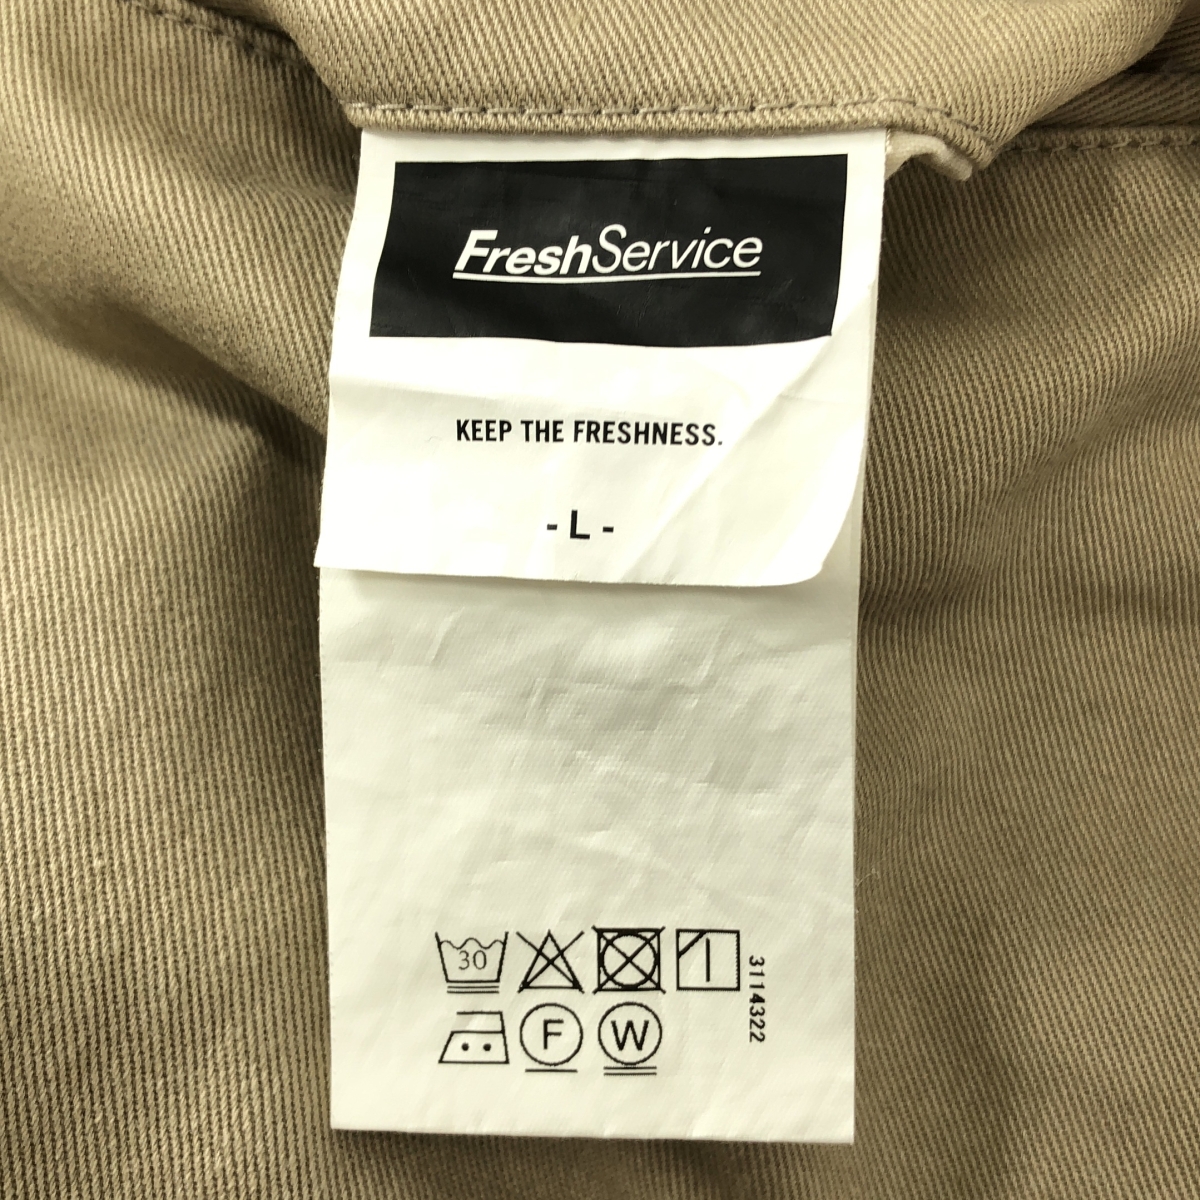 FreshService
KEEP THE FRESHNESS.
- L -
30
3114322
F W